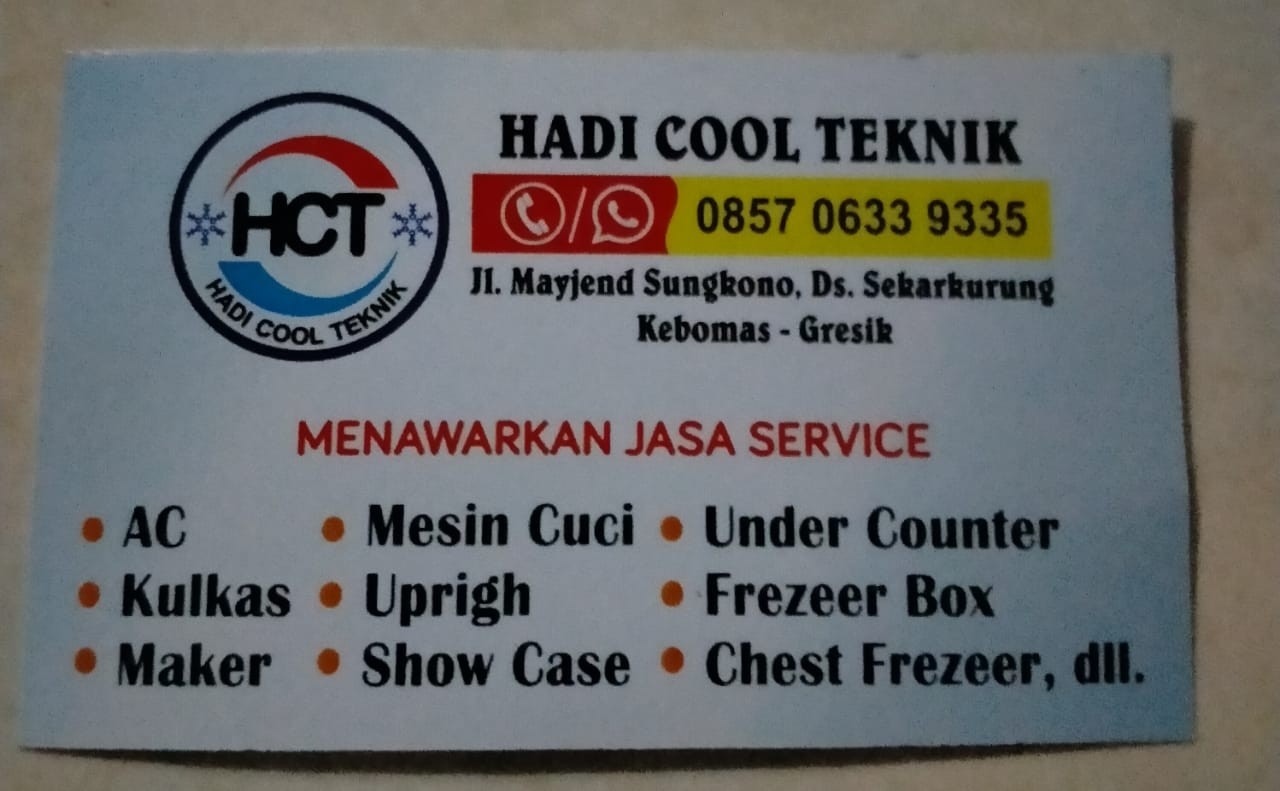 HCT
HADI COOL TEKNIK
HADI COOL TEKNIK
0857 0633 9335
Jl. Mayjend Sungkono, Ds. Sekarkurung
Kebomas - Gresik
MENAWARKAN JASA SERVICE
• AC
• Kulkas
• Maker
• Mesin Cuci
• Uprigh
• Show Case
• Under Counter
• Frezeer Box
• Chest Frezeer, dll.